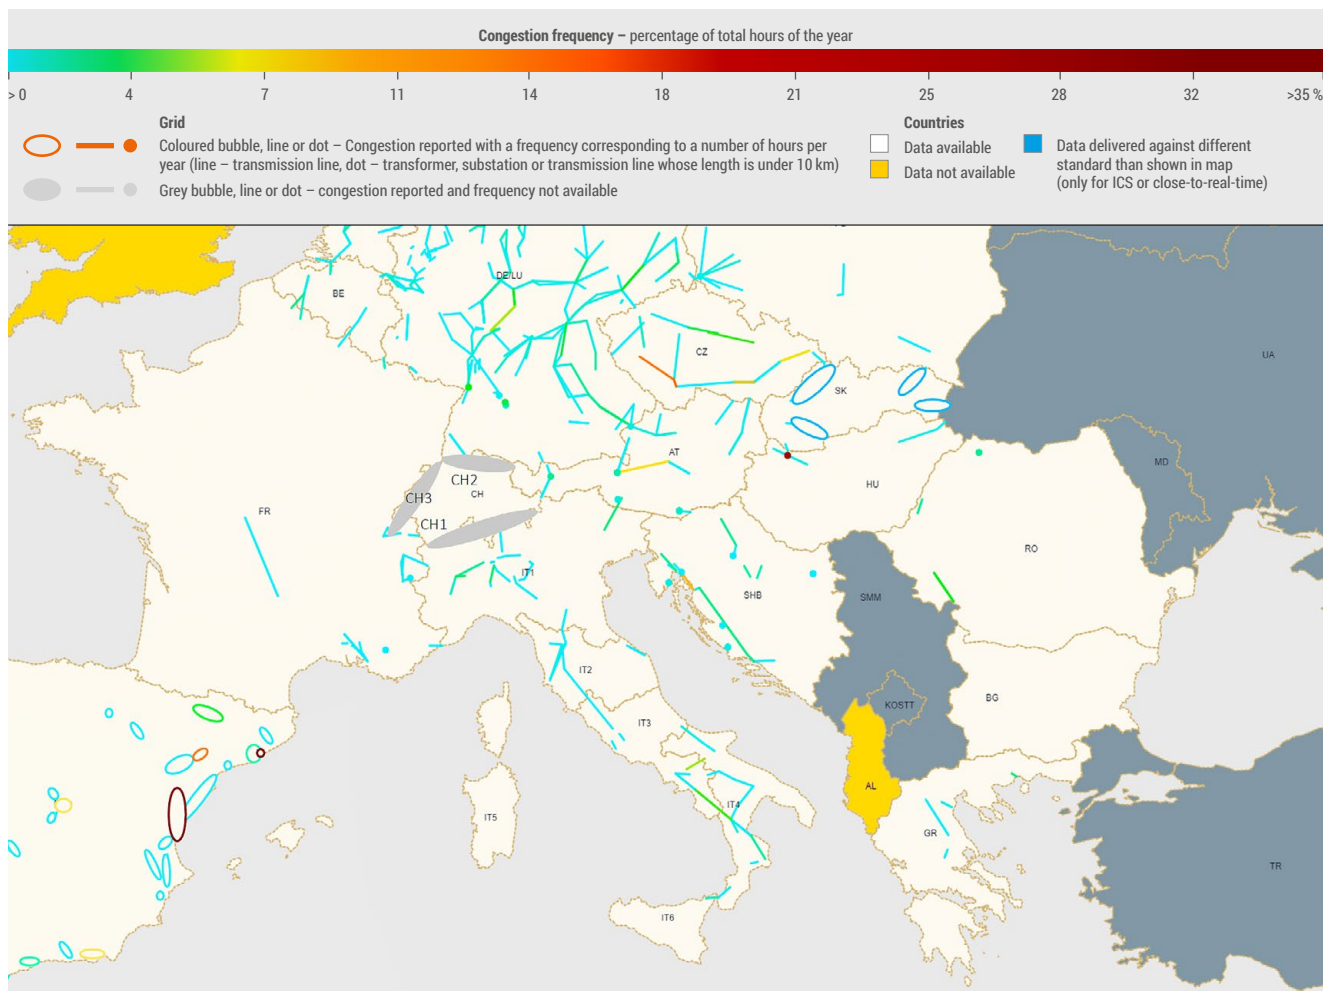 Congestion frequency – percentage of total hours of the year
> 0 4 7 11 14 18 21 25 28 32 >35 %
Grid
Coloured bubble, line or dot – Congestion reported with a frequency corresponding to a number of hours per
year (line – transmission line, dot – transformer, substation or transmission line whose length is under 10 km)
Grey bubble, line or dot – congestion reported and frequency not available
Countries
Data available
Data not available
Data delivered against different
standard than shown in map
(only for ICS or close-to-real-time)
DE/LU
BE
CZ
UA
SK
AT
MD
CH2
HU
CH
CH3
FR
CH1
RO
IT1
SHB
SMM
IT2
BG
KOSTT
IT3
AL
IT4
IT5
GR
TR
IT6